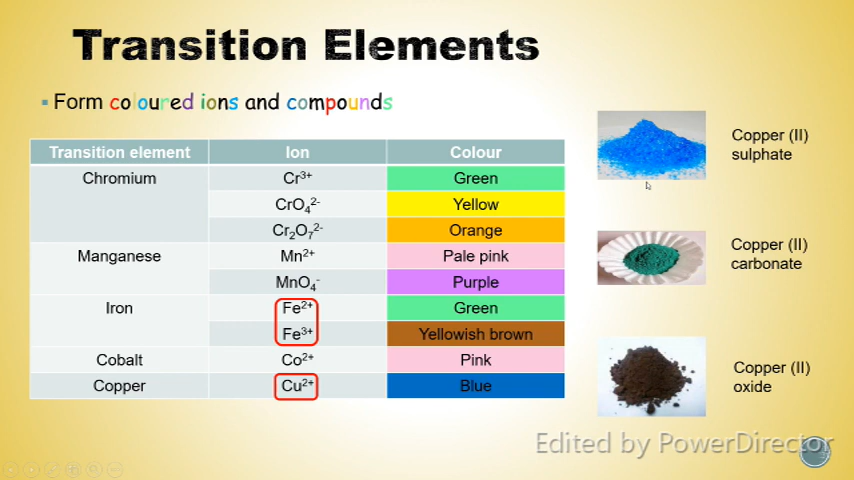 Transition Elements
Form coloured ions and compounds
Transition element Ion Colour
Chromium Cr³⁺ Green
CrO₄²⁻ Yellow
Cr₂O₇²⁻ Orange
Manganese Mn²⁺ Pale pink
MnO₄⁻ Purple
Iron Fe²⁺ Green
Fe³⁺ Yellowish brown
Cobalt Co²⁺ Pink
Copper Cu²⁺ Blue
Copper (II)
sulphate
Copper (II)
carbonate
Copper (II)
oxide
Edited by PowerDirector